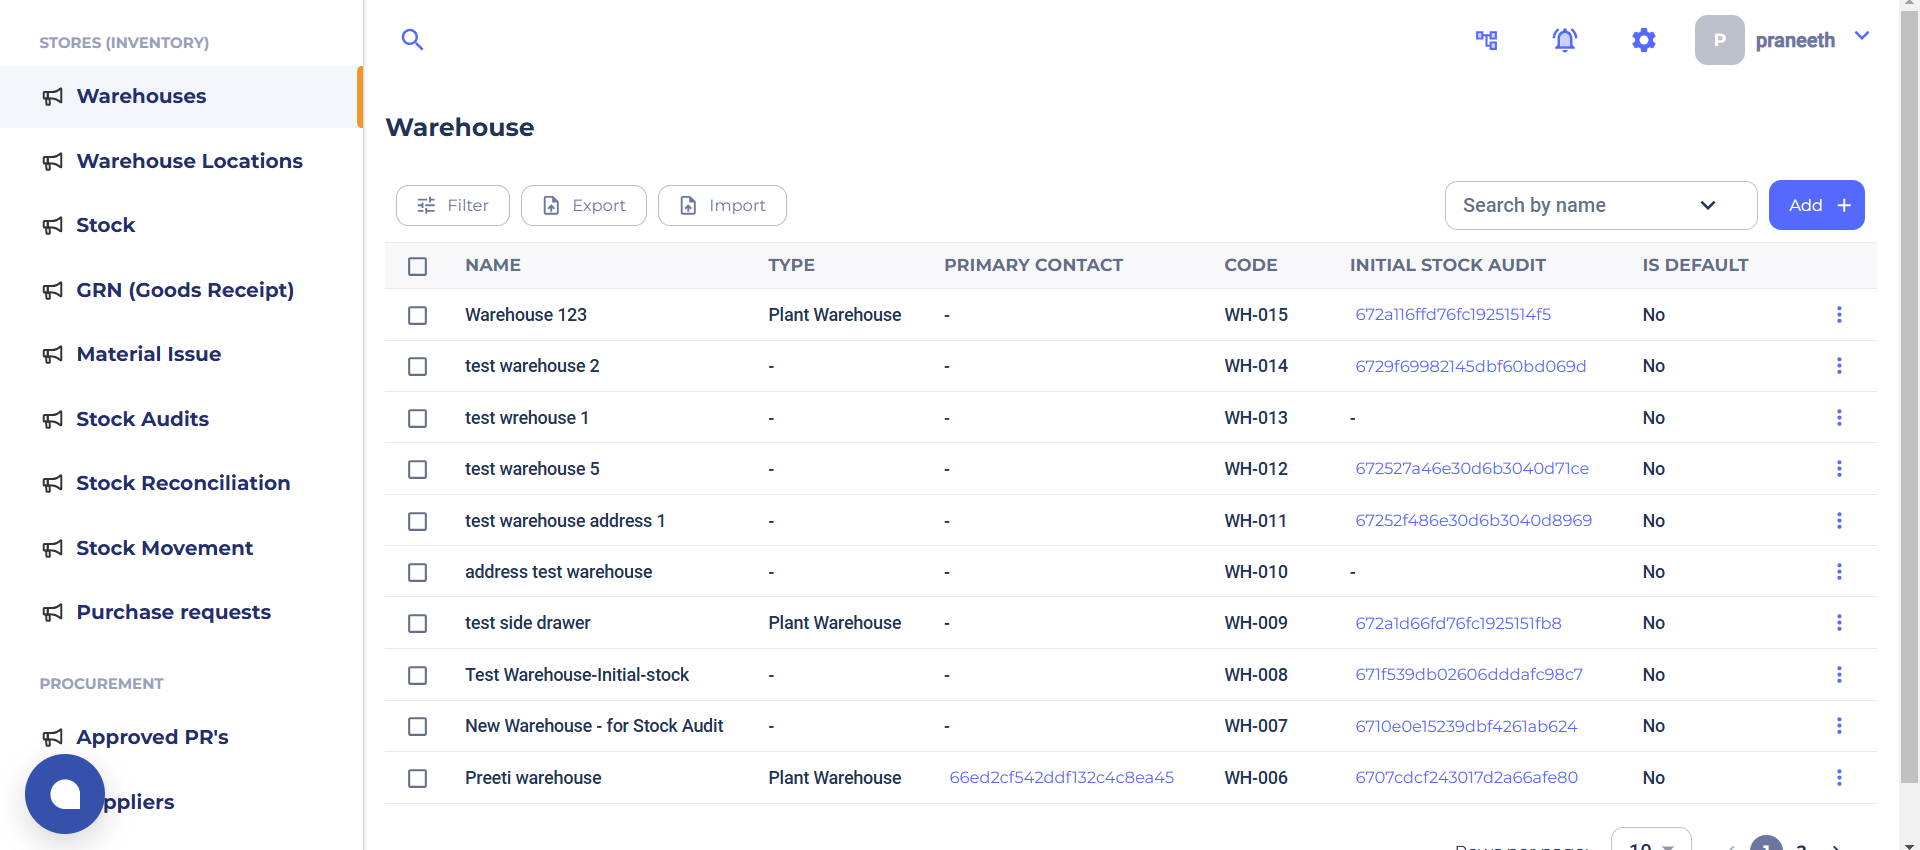 STORES (INVENTORY)
Warehouses
Warehouse Locations
Stock
GRN (Goods Receipt)
Material Issue
Stock Audits
Stock Reconciliation
Stock Movement
Purchase requests
PROCUREMENT
Approved PR's
ppliers
P praneeth
Warehouse
Filter Export Import Search by name Add +
NAME TYPE PRIMARY CONTACT CODE INITIAL STOCK AUDIT IS DEFAULT
Warehouse 123 Plant Warehouse - WH-015 672a116ffd76fc19251514f5 No
test warehouse 2 - - WH-014 6729f69982145dbf60bd069d No
test wrehouse 1 - - WH-013 - No
test warehouse 5 - - WH-012 672527a46e30d6b3040d71ce No
test warehouse address 1 - - WH-011 67252f486e30d6b3040d8969 No
address test warehouse - - WH-010 - No
test side drawer Plant Warehouse - WH-009 672a1d66fd76fc1925151fb8 No
Test Warehouse-Initial-stock - - WH-008 671f539db02606dddafc98c7 No
New Warehouse - for Stock Audit - - WH-007 6710e0e15239dbf4261ab624 No
Preeti warehouse Plant Warehouse 66ed2cf542ddf132c4c8ea45 WH-006 6707cdcf243017d2a66afe80 No
Rows per page: 10 1 2